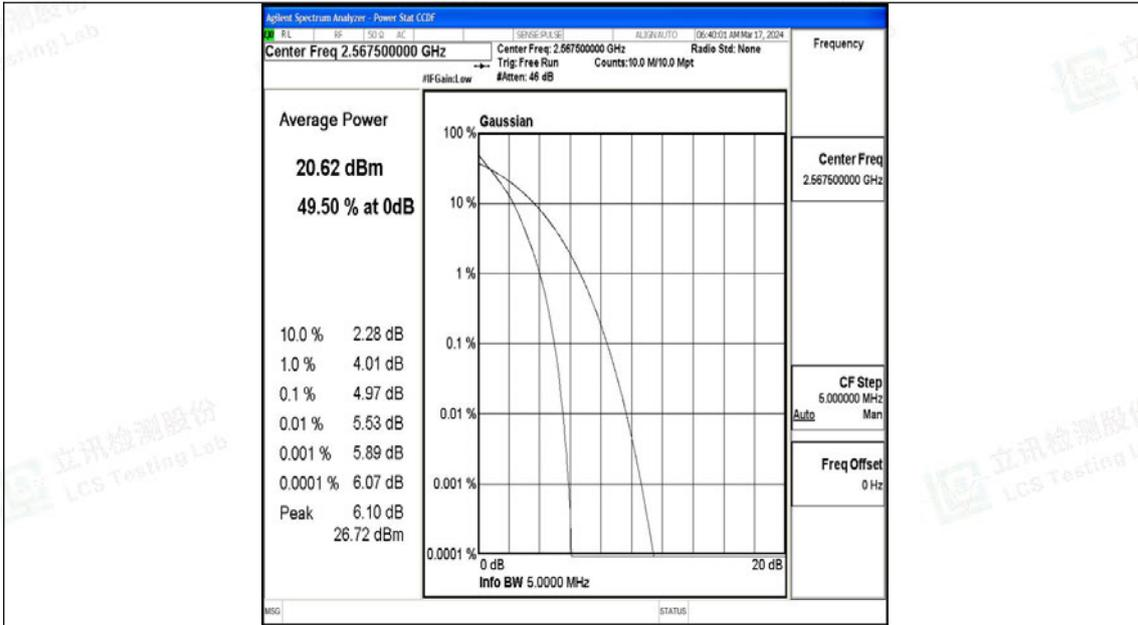 Agilent Spectrum Analyzer - Power Stat CCDF
RL RF 50 Ω AC SENSE:PULSE ALIGNAUTO 06:40:01 AM Mar 17, 2024
Center Freq 2.567500000 GHz
Center Freq: 2.567500000 GHz Radio Std: None
Trig: Free Run Counts:10.0 M/10.0 Mpt
#IFGain:Low #Atten: 46 dB
Frequency
Average Power
20.62 dBm
49.50 % at 0dB
10.0 % 2.28 dB
1.0 % 4.01 dB
0.1 % 4.97 dB
0.01 % 5.53 dB
0.001 % 5.89 dB
0.0001 % 6.07 dB
Peak 6.10 dB
26.72 dBm
Gaussian
100 %
10 %
1 %
0.1 %
0.01 %
0.001 %
0.0001 %
0 dB 20 dB
Info BW 5.0000 MHz
Center Freq
2.567500000 GHz
CF Step
5.000000 MHz
Auto Man
Freq Offset
0 Hz
MSG STATUS
立讯检测股份
LCS Testing Lab
立讯检测股份
LCS Testing L